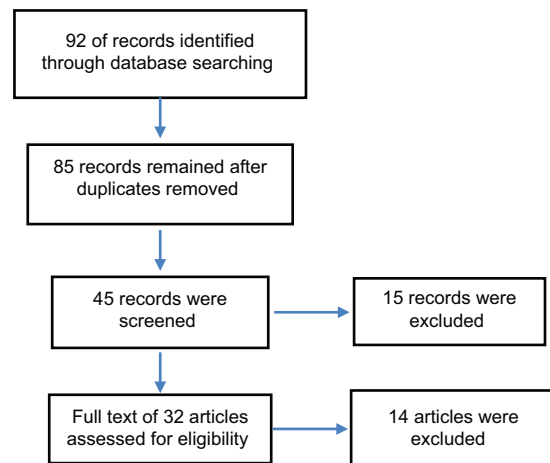 92 of records identified
through database searching
85 records remained after
duplicates removed
45 records were
screened
15 records were
excluded
Full text of 32 articles
assessed for eligibility
14 articles were
excluded